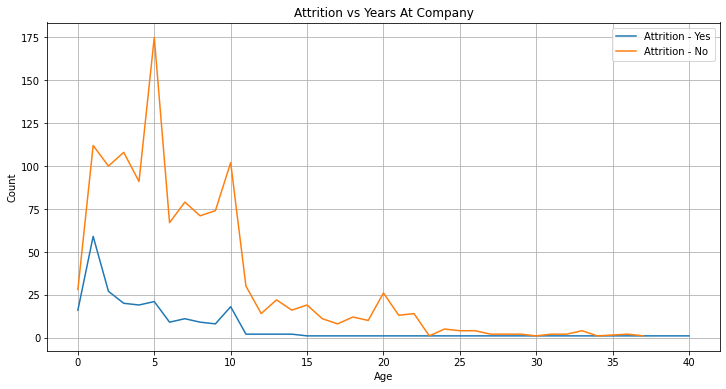 Attrition vs Years At Company
Attrition - Yes
Attrition - No
175
150
125
100
75
50
25
0
Count
0 5 10 15 20 25 30 35 40
Age